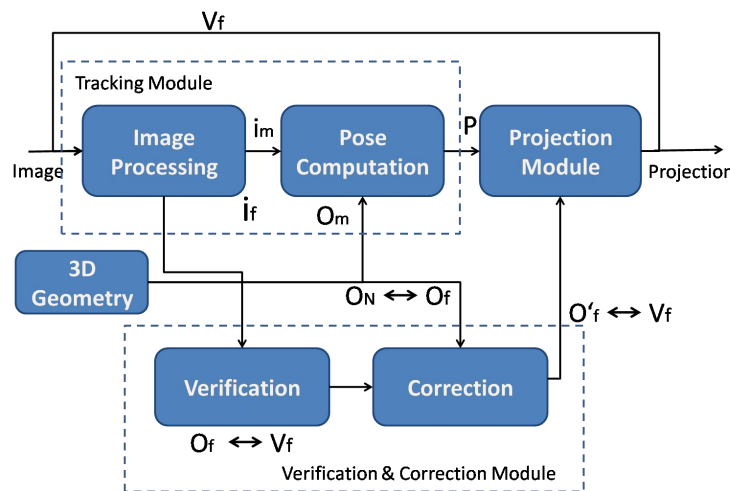 Vf
Tracking Module
Image
Processing
im
Pose
Computation
P
Projection
Module
Image
Projection
if
Om
3D
Geometry
ON ↔ Of
O‘f ↔ Vf
Verification
Correction
Of ↔ Vf
Verification & Correction Module